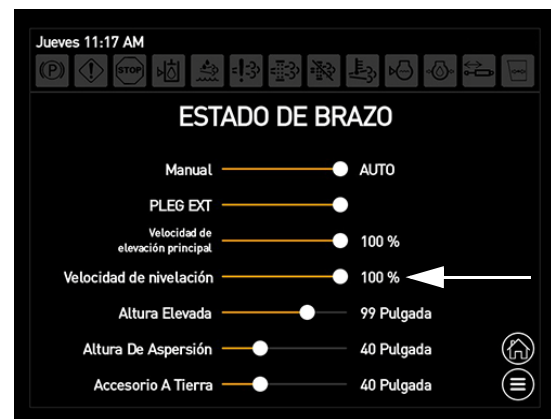 Jueves 11:17 AM
(P) STOP
ESTADO DE BRAZO
Manual AUTO
PLEG EXT
Velocidad de
elevación principal 100 %
Velocidad de nivelación 100 %
Altura Elevada 99 Pulgada
Altura De Aspersión 40 Pulgada
Accesorio A Tierra 40 Pulgada